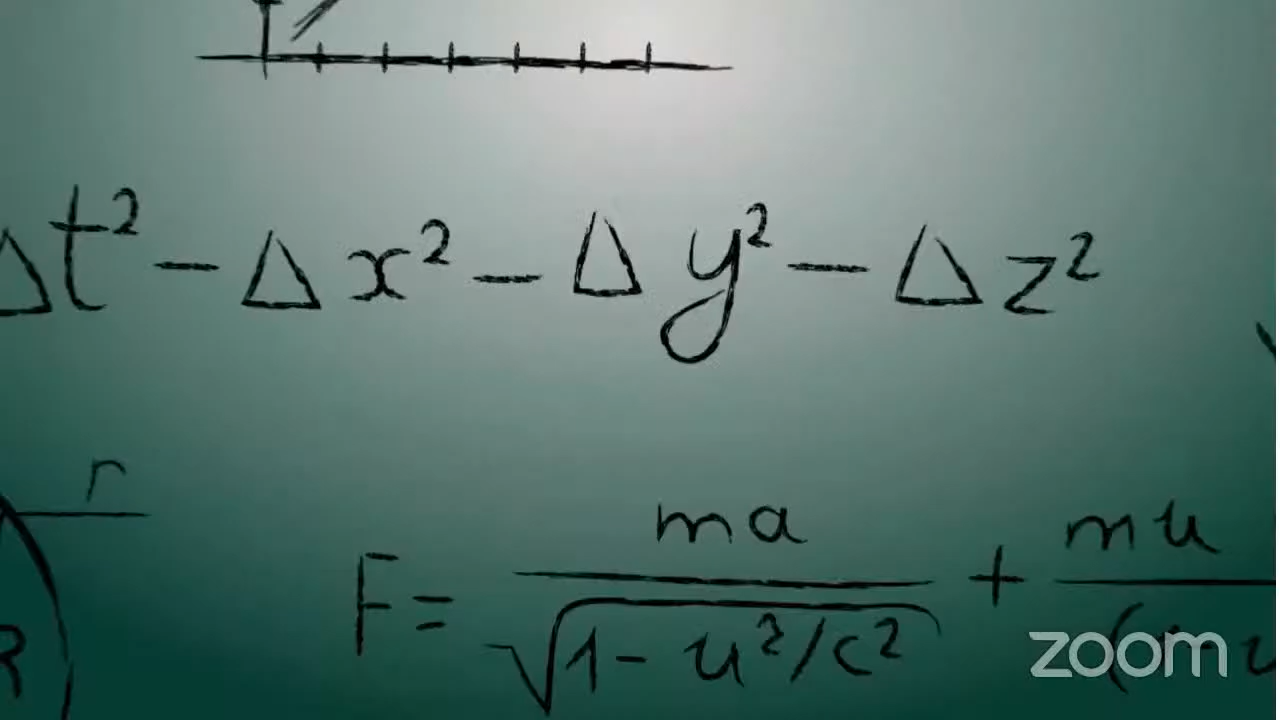 Δt² − Δx² − Δy² − Δz²
r
F = ma / √(1 − u²/c²) + mu
zoom